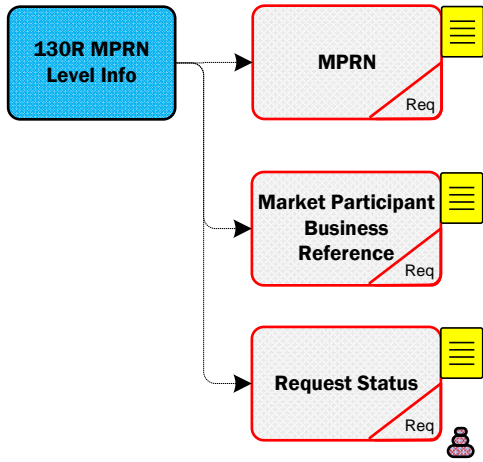 130R MPRN
Level Info
MPRN
Req
Market Participant
Business
Reference
Req
Request Status
Req